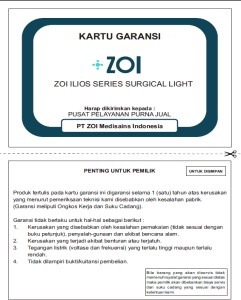 KARTU GARANSI
ZOI
ZOI ILIOS SERIES SURGICAL LIGHT
Harap dikirimkan kepada :
PUSAT PELAYANAN PURNA JUAL
PT ZOI Medisains Indonesia
PENTING UNTUK PEMILIK
UNTUK DISIMPAN
Produk tertulis pada kartu garansi ini digaransi selama 1 (satu) tahun atas kerusakan
yang menurut pemeriksaan teknisi kami disebabkan oleh kesalahan pabrik.
(Garansi meliputi Ongkos Kerja dan Suku Cadang).
Garansi tidak berlaku untuk hal-hal sebagai berikut :
1. Kerusakan yang disebabkan oleh kesalahan pemakaian (tidak sesuai dengan
buku petunjuk), penyalah-gunaan dan akibat bencana alam.
2. Kerusakan yang terjadi akibat benturan atau terjatuh.
3. Tegangan listrik (voltase dan frekuensi) yang terlalu tinggi maupun terlalu
rendah.
4. Tidak dilampiri bukti/kuitansi pembelian.
Bila barang yang akan diservis tidak
memenuhi syarat garansi yang sesuai diatas
maka pemilik akan dibebankan biaya servis
dan suku cadang yang sesuai dengan